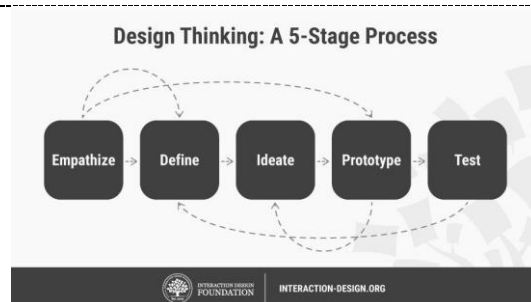 Design Thinking: A 5-Stage Process
Empathize
Define
Ideate
Prototype
Test
INTERACTION DESIGN
FOUNDATION
INTERACTION-DESIGN.ORG